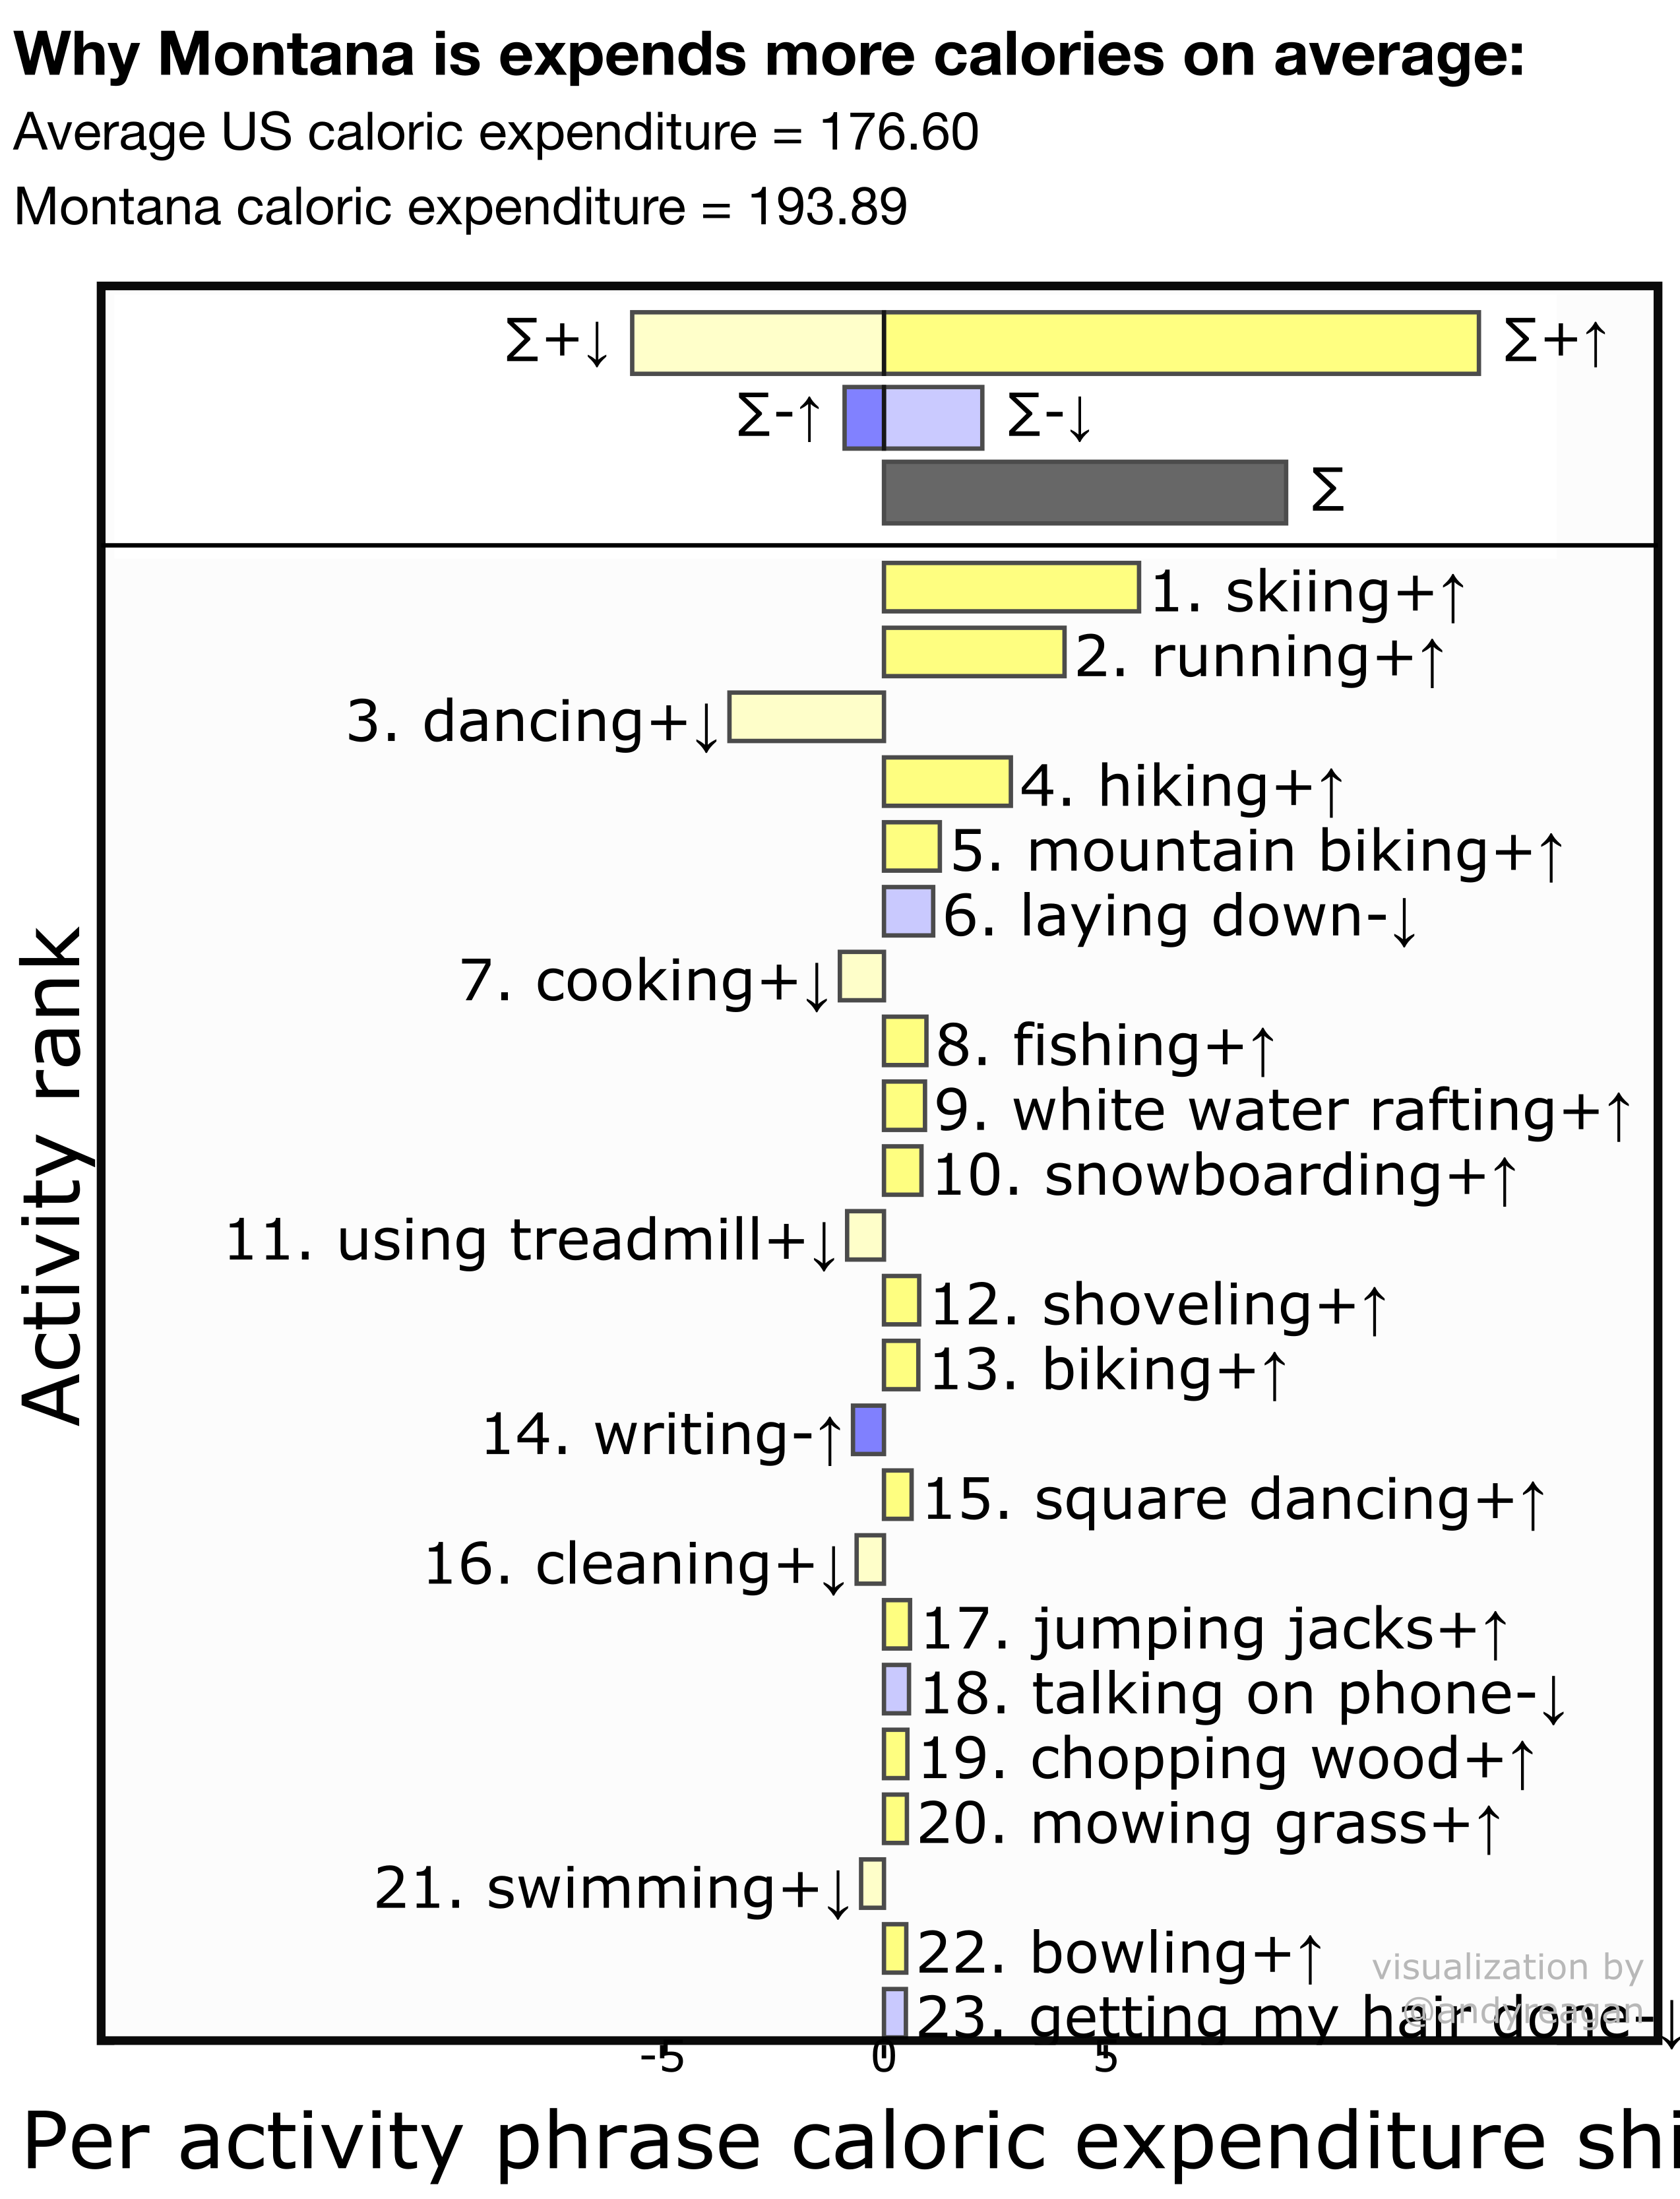 Why Montana is expends more calories on average:
Average US caloric expenditure = 176.60
Montana caloric expenditure = 193.89
∑+↓ ∑+↑
∑-↑ ∑-↓
∑
1. skiing+↑
2. running+↑
3. dancing+↓
4. hiking+↑
5. mountain biking+↑
6. laying down-↓
7. cooking+↓
8. fishing+↑
9. white water rafting+↑
10. snowboarding+↑
11. using treadmill+↓
12. shoveling+↑
13. biking+↑
14. writing-↑
15. square dancing+↑
16. cleaning+↓
17. jumping jacks+↑
18. talking on phone-↓
19. chopping wood+↑
20. mowing grass+↑
21. swimming+↓
22. bowling+↑
visualization by
@andyreagan
23. getting my hair done-↓
-5 0 5
Activity rank
Per activity phrase caloric expenditure shi